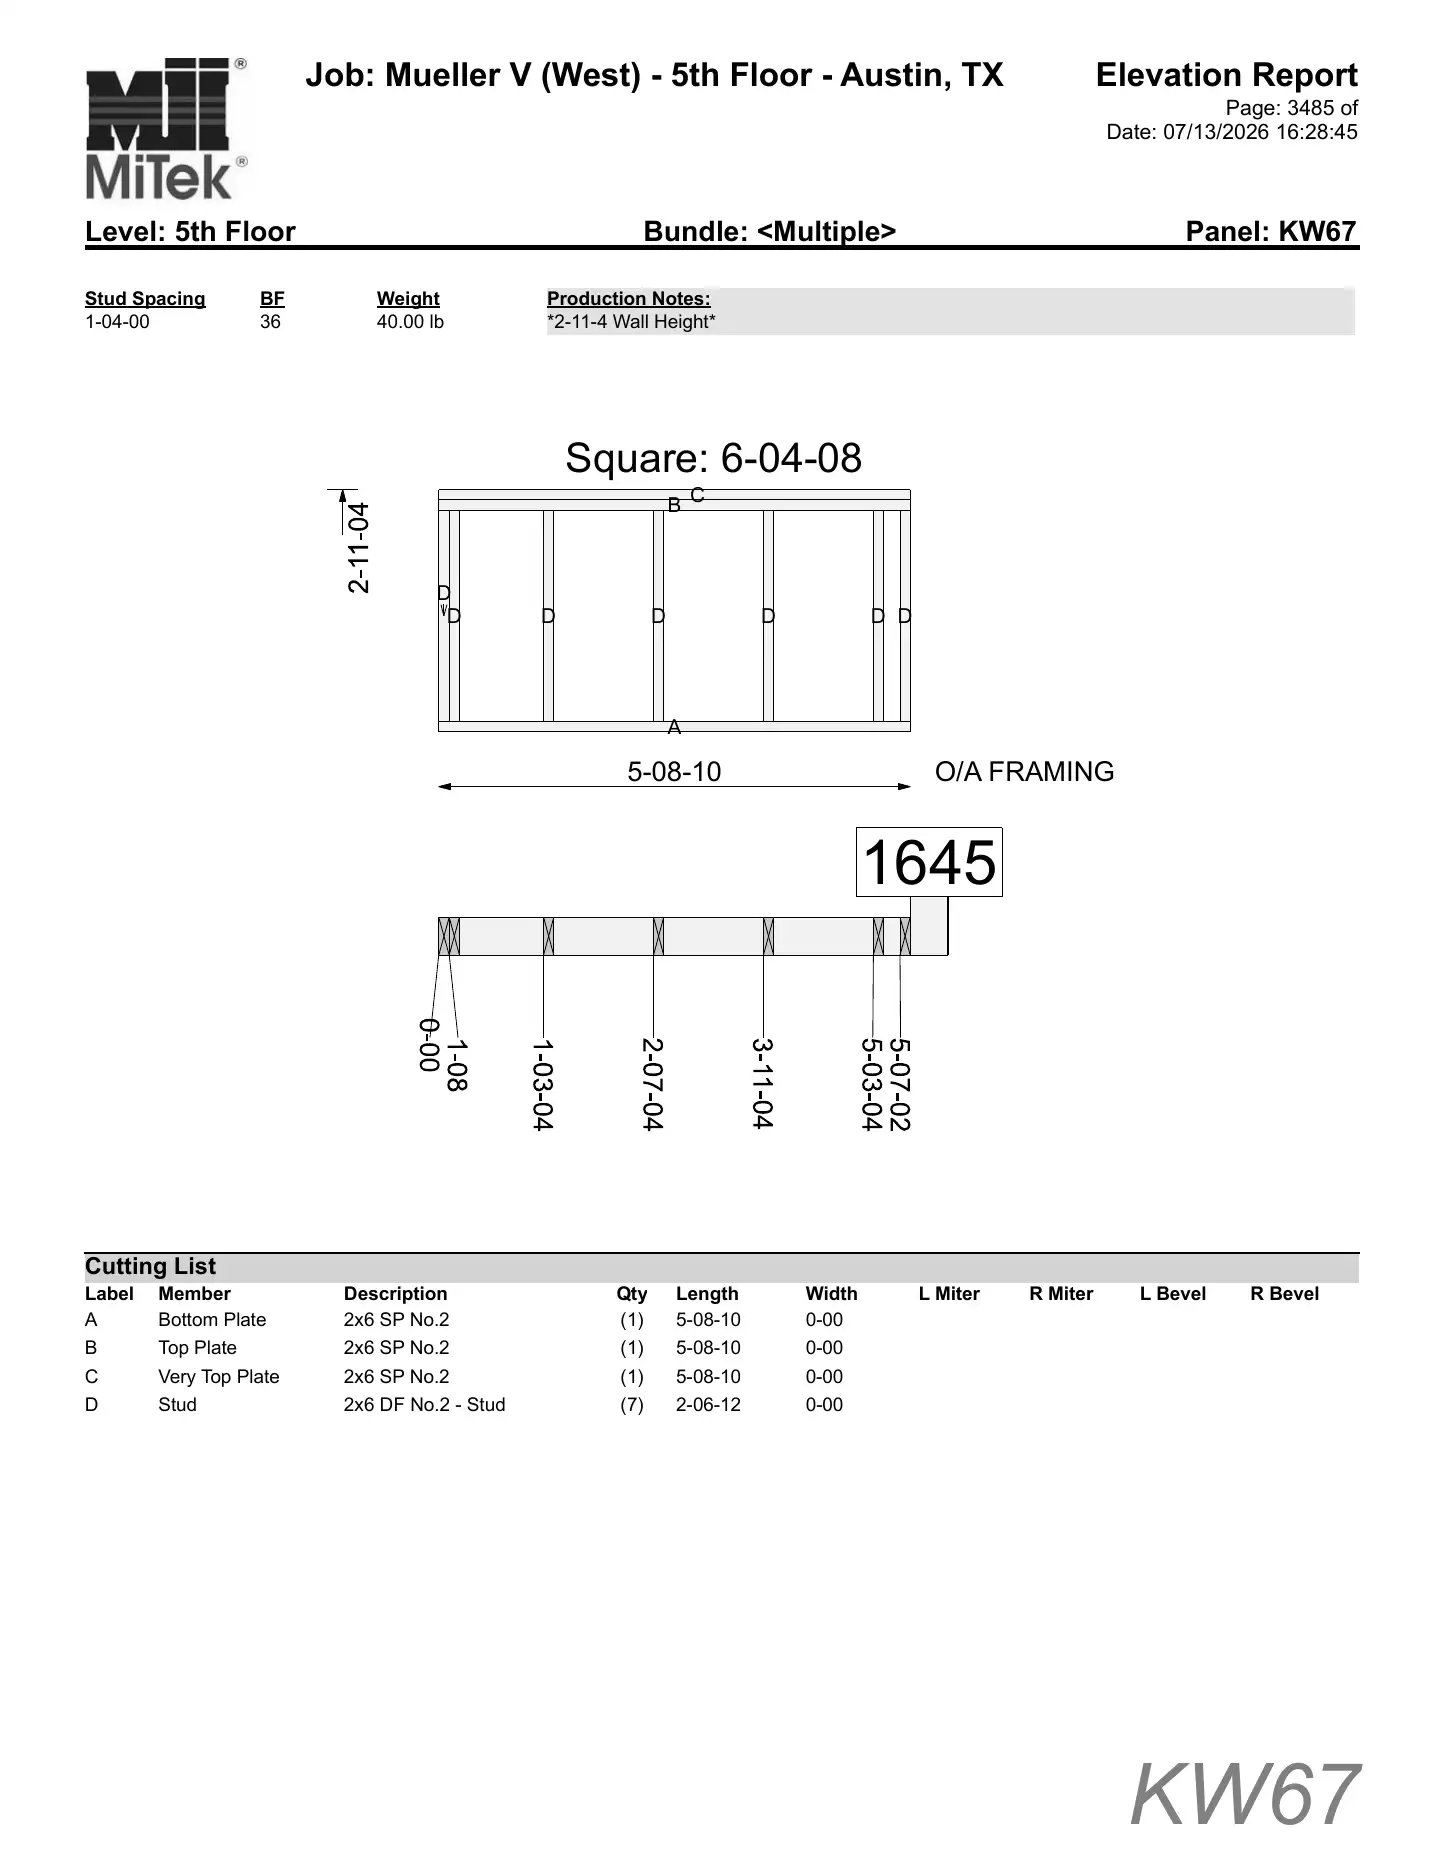 Job: Mueller V (West) - 5th Floor - Austin, TX
Elevation Report
Page: 3485 of
Date: 07/13/2026 16:28:45
MiTek®
®
Level: 5th Floor Bundle: <Multiple> Panel: KW67
Stud Spacing BF Weight Production Notes:
1-04-00 36 40.00 lb *2-11-4 Wall Height*
Square: 6-04-08
C
B
2-11-04
D
D D D D D D
A
5-08-10 O/A FRAMING
1645
0-00 1-08 1-03-04 2-07-04 3-11-04 5-03-04 5-07-02
Cutting List
Label Member Description Qty Length Width L Miter R Miter L Bevel R Bevel
A Bottom Plate 2x6 SP No.2 (1) 5-08-10 0-00
B Top Plate 2x6 SP No.2 (1) 5-08-10 0-00
C Very Top Plate 2x6 SP No.2 (1) 5-08-10 0-00
D Stud 2x6 DF No.2 - Stud (7) 2-06-12 0-00
KW67